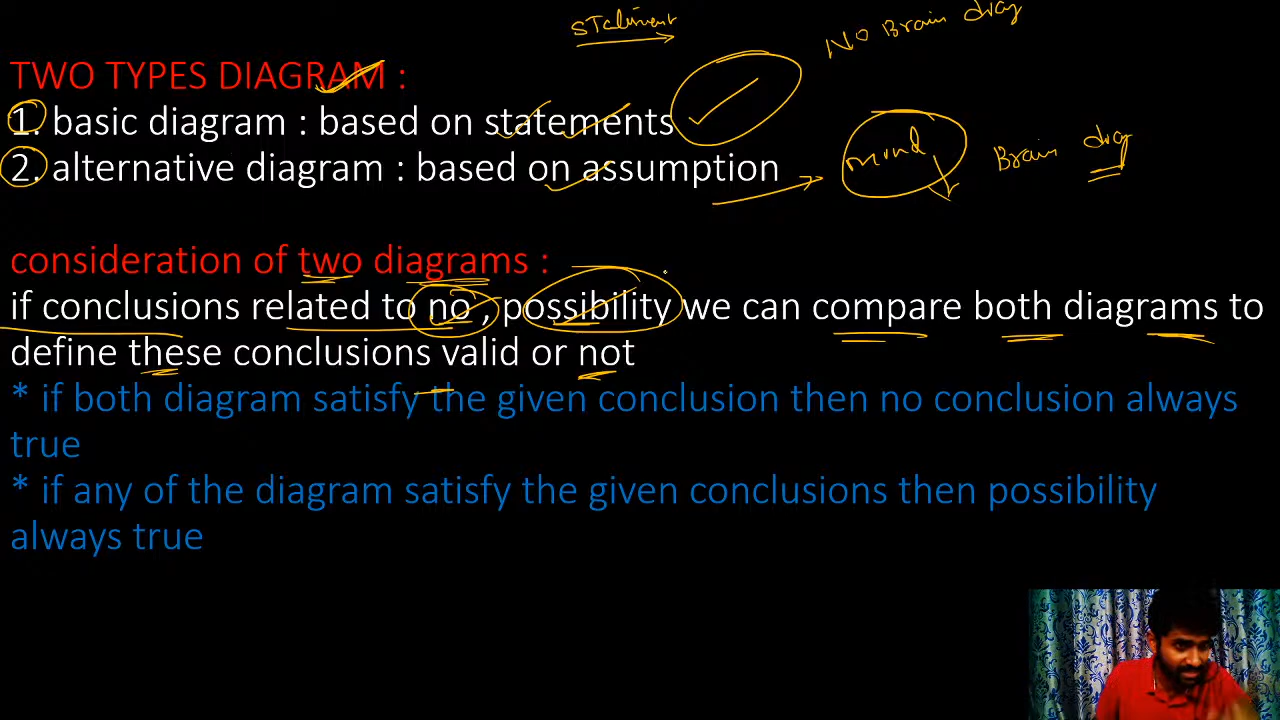 statement
No Brain diag
TWO TYPES DIAGRAM :
1. basic diagram : based on statements
mind
Brain diag
2. alternative diagram : based on assumption
consideration of two diagrams :
if conclusions related to no , possibility we can compare both diagrams to
define these conclusions valid or not
* if both diagram satisfy the given conclusion then no conclusion always
true
* if any of the diagram satisfy the given conclusions then possibility
always true